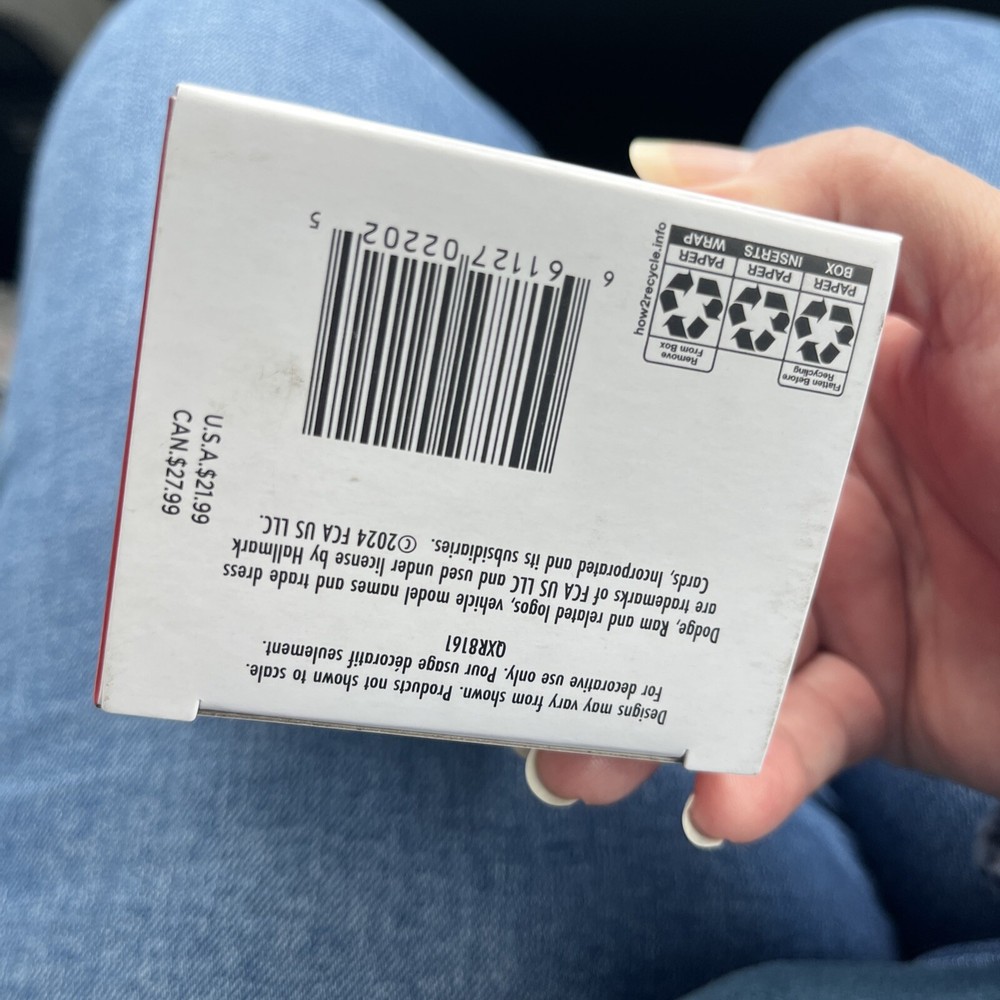 Designs may vary from shown. Products not shown to scale.
For decorative use only. Pour usage décoratif seulement.
QXR8161
Dodge, Ram and related logos, vehicle model names and trade dress
are trademarks of FCA US LLC and used under license by Hallmark
Cards, Incorporated and its subsidiaries. ©2024 FCA US LLC.
U.S.A.$21.99
CAN.$27.99
Flatten Before
Recycling
Remove
From Box
PAPER
PAPER
PAPER
BOX
INSERTS
WRAP
how2recycle.info
6 61127 02202 5